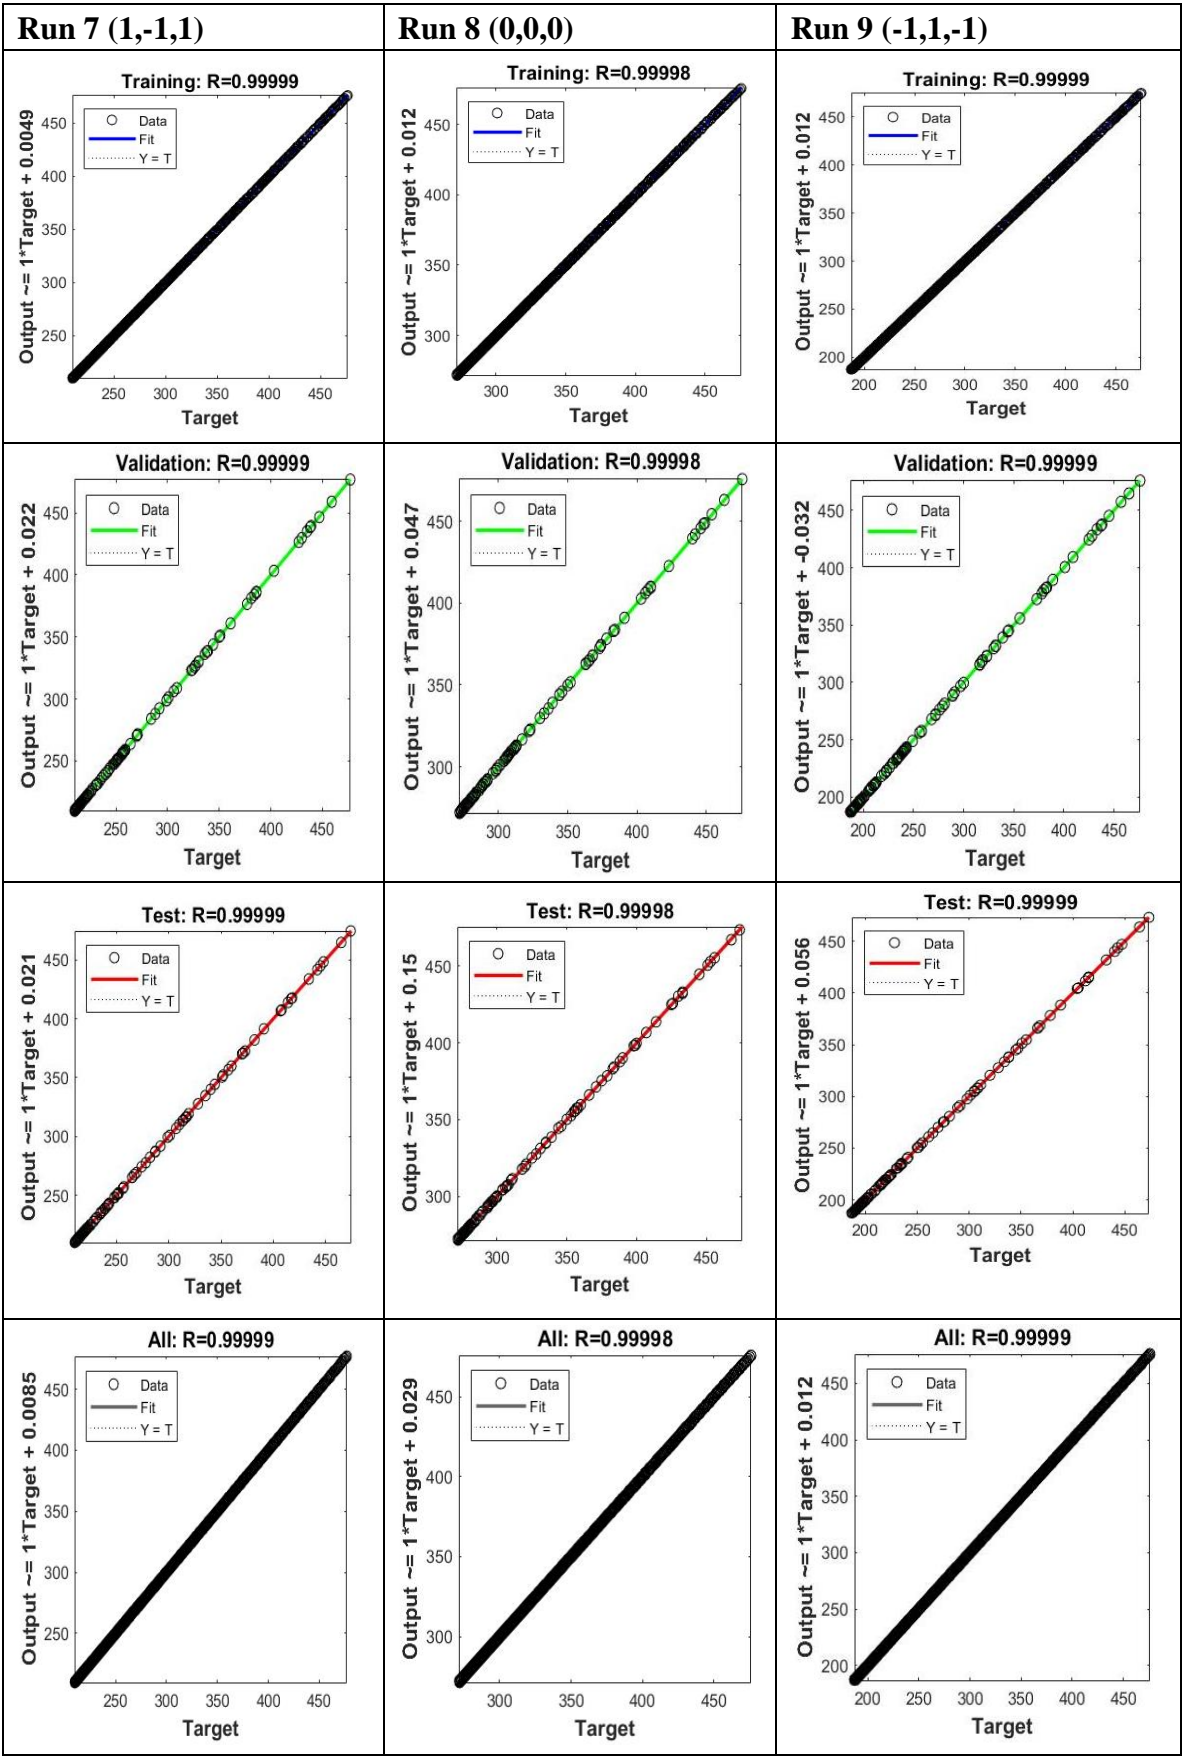 Run 7 (1,-1,1)
Run 8 (0,0,0)
Run 9 (-1,1,-1)
Training: R=0.99999
Data
Fit
Y = T
Output ~= 1*Target + 0.0049
450
400
350
300
250
250 300 350 400 450
Target
Training: R=0.99998
Data
Fit
Y = T
Output ~= 1*Target + 0.012
450
400
350
300
300 350 400 450
Target
Training: R=0.99999
Data
Fit
Y = T
Output ~= 1*Target + 0.012
450
400
350
300
250
200
200 250 300 350 400 450
Target
Validation: R=0.99999
Data
Fit
Y = T
Output ~= 1*Target + 0.022
450
400
350
300
250
250 300 350 400 450
Target
Validation: R=0.99998
Data
Fit
Y = T
Output ~= 1*Target + 0.047
450
400
350
300
300 350 400 450
Target
Validation: R=0.99999
Data
Fit
Y = T
Output ~= 1*Target + -0.032
450
400
350
300
250
200
200 250 300 350 400 450
Target
Test: R=0.99999
Data
Fit
Y = T
Output ~= 1*Target + 0.021
450
400
350
300
250
250 300 350 400 450
Target
Test: R=0.99998
Data
Fit
Y = T
Output ~= 1*Target + 0.15
450
400
350
300
300 350 400 450
Target
Test: R=0.99999
Data
Fit
Y = T
Output ~= 1*Target + 0.056
450
400
350
300
250
200
200 250 300 350 400 450
Target
All: R=0.99999
Data
Fit
Y = T
Output ~= 1*Target + 0.0085
450
400
350
300
250
250 300 350 400 450
Target
All: R=0.99998
Data
Fit
Y = T
Output ~= 1*Target + 0.029
450
400
350
300
300 350 400 450
Target
All: R=0.99999
Data
Fit
Y = T
Output ~= 1*Target + 0.012
450
400
350
300
250
200
200 250 300 350 400 450
Target